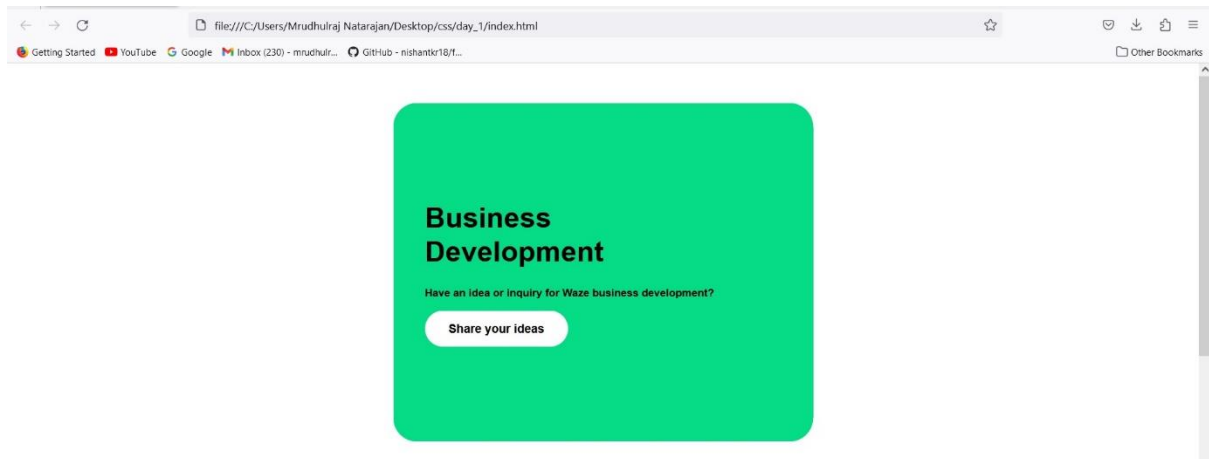 file:///C:/Users/Mrudhulraj Natarajan/Desktop/css/day_1/index.html
Getting Started YouTube Google Inbox (230) - mrudhulr... GitHub - nishantkr18/f... Other Bookmarks
Business
Development
Have an idea or inquiry for Waze business development?
Share your ideas